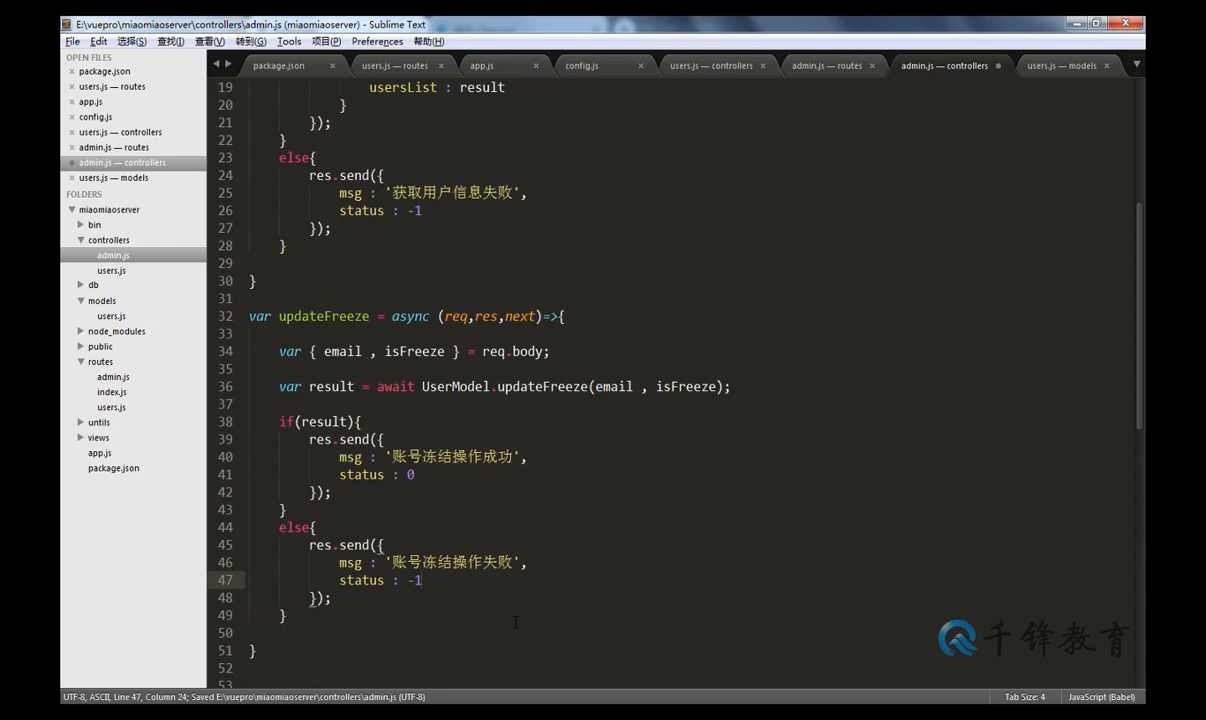 E:\vuepro\miaomiaoserver\controllers\admin.js (miaomiaoserver) - Sublime Text
File Edit 选择(S) 查找(I) 查看(V) 转到(G) Tools 项目(P) Preferences 帮助(H)
OPEN FILES
package.json
users.js — routes
app.js
config.js
users.js — controllers
admin.js — routes
admin.js — controllers
users.js — models
FOLDERS
miaomiaoserver
bin
controllers
admin.js
users.js
db
models
users.js
node_modules
public
routes
admin.js
index.js
users.js
untils
views
app.js
package.json
package.json users.js — routes app.js config.js users.js — controllers admin.js — routes admin.js — controllers users.js — models
19 usersList : result
20 }
21 });
22 }
23 else{
24 res.send({
25 msg : '获取用户信息失败',
26 status : -1
27 });
28 }
29
30 }
31
32 var updateFreeze = async (req,res,next)=>{
33
34 var { email , isFreeze } = req.body;
35
36 var result = await UserModel.updateFreeze(email , isFreeze);
37
38 if(result){
39 res.send({
40 msg : '账号冻结操作成功',
41 status : 0
42 });
43 }
44 else{
45 res.send({
46 msg : '账号冻结操作失败',
47 status : -1
48 });
49 }
50
51 }
52
53
千锋教育
UTF-8, ASCII, Line 47, Column 24; Saved E:\vuepro\miaomiaoserver\controllers\admin.js (UTF-8)
Tab Size: 4
JavaScript (Babel)